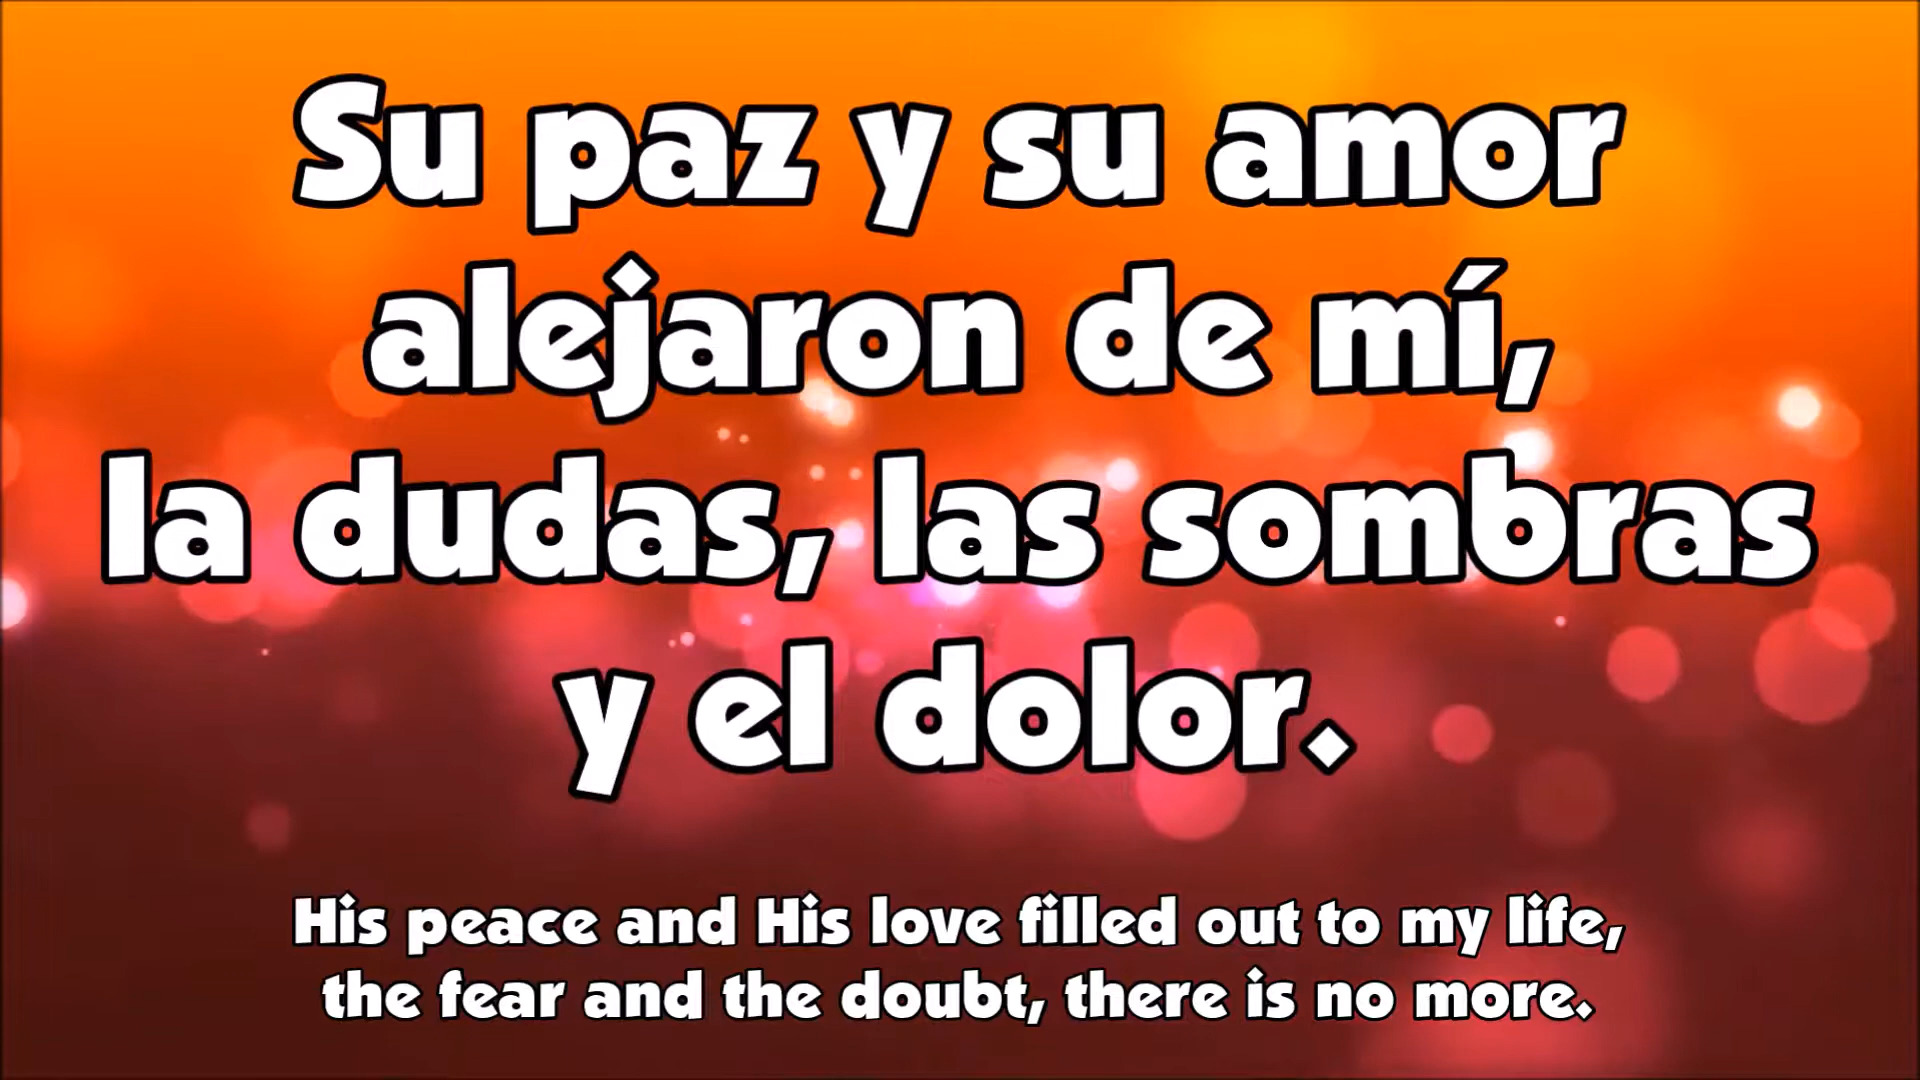 Su paz y su amor
alejaron de mí,
la dudas, las sombras
y el dolor.
His peace and His love filled out to my life,
the fear and the doubt, there is no more.